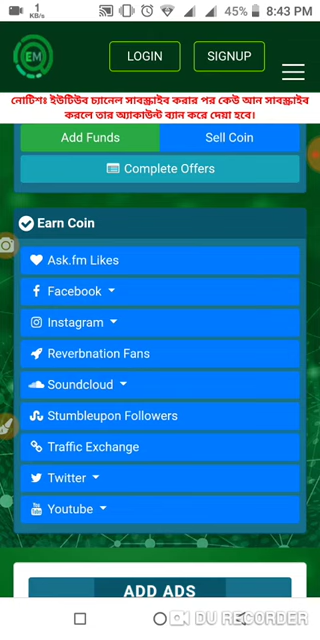 1
KB/s
45%
8:43 PM
EM
LOGIN
SIGNUP
নোটিশঃ ইউটিউব চ্যানেল সাবস্ক্রাইব করার পর কেউ আন সাবস্ক্রাইব
করলে তার অ্যাকাউন্ট ব্যান করে দেয়া হবে।
Add Funds
Sell Coin
Complete Offers
Earn Coin
Ask.fm Likes
Facebook
Instagram
Reverbnation Fans
Soundcloud
Stumbleupon Followers
Traffic Exchange
Twitter
Youtube
ADD ADS
DU RECORDER